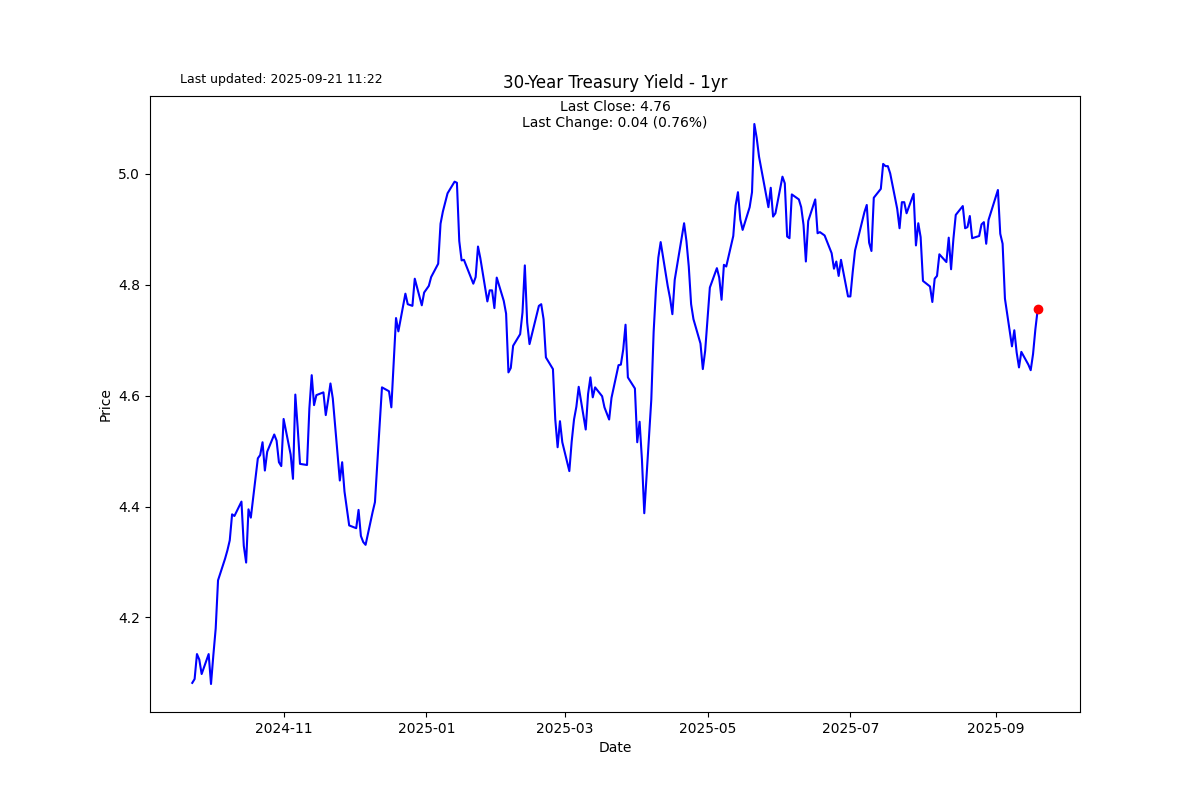 Last updated: 2025-09-21 11:22
30-Year Treasury Yield - 1yr
Last Close: 4.76
Last Change: 0.04 (0.76%)
5.0
4.8
4.6
4.4
4.2
Price
2024-11
2025-01
2025-03
2025-05
2025-07
2025-09
Date